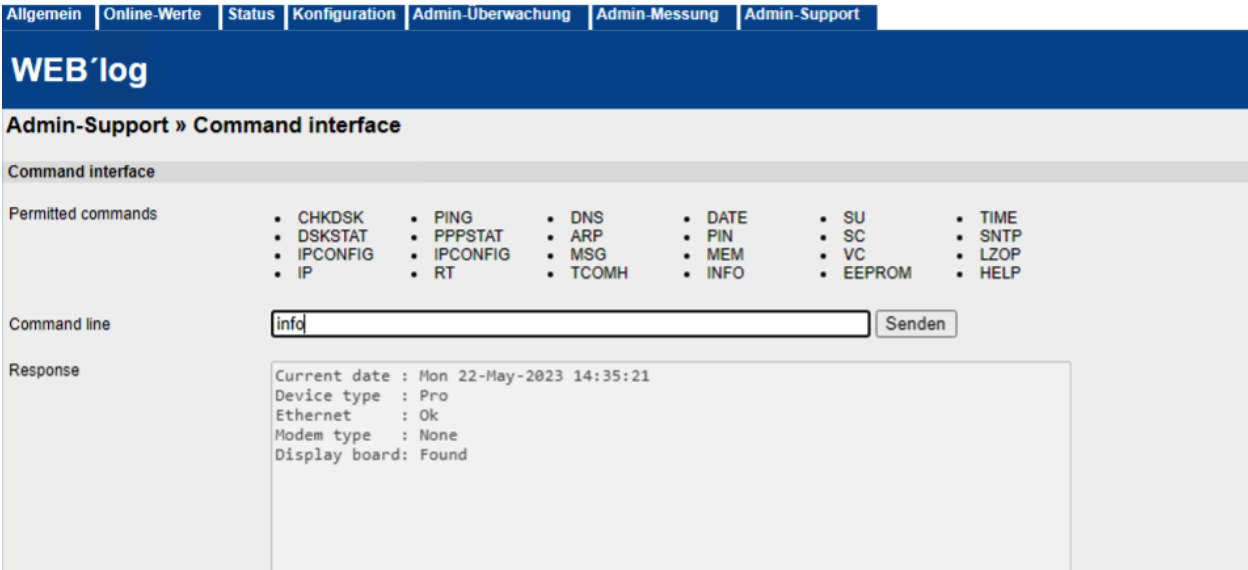 Allgemein Online-Werte Status Konfiguration Admin-Überwachung Admin-Messung Admin-Support
WEB´log
Admin-Support » Command interface
Command interface
Permitted commands
• CHKDSK • PING • DNS • DATE • SU • TIME
• DSKSTAT • PPPSTAT • ARP • PIN • SC • SNTP
• IPCONFIG • IPCONFIG • MSG • MEM • VC • LZOP
• IP • RT • TCOMH • INFO • EEPROM • HELP
Command line info Senden
Response
Current date : Mon 22-May-2023 14:35:21
Device type  : Pro
Ethernet     : Ok
Modem type   : None
Display board: Found